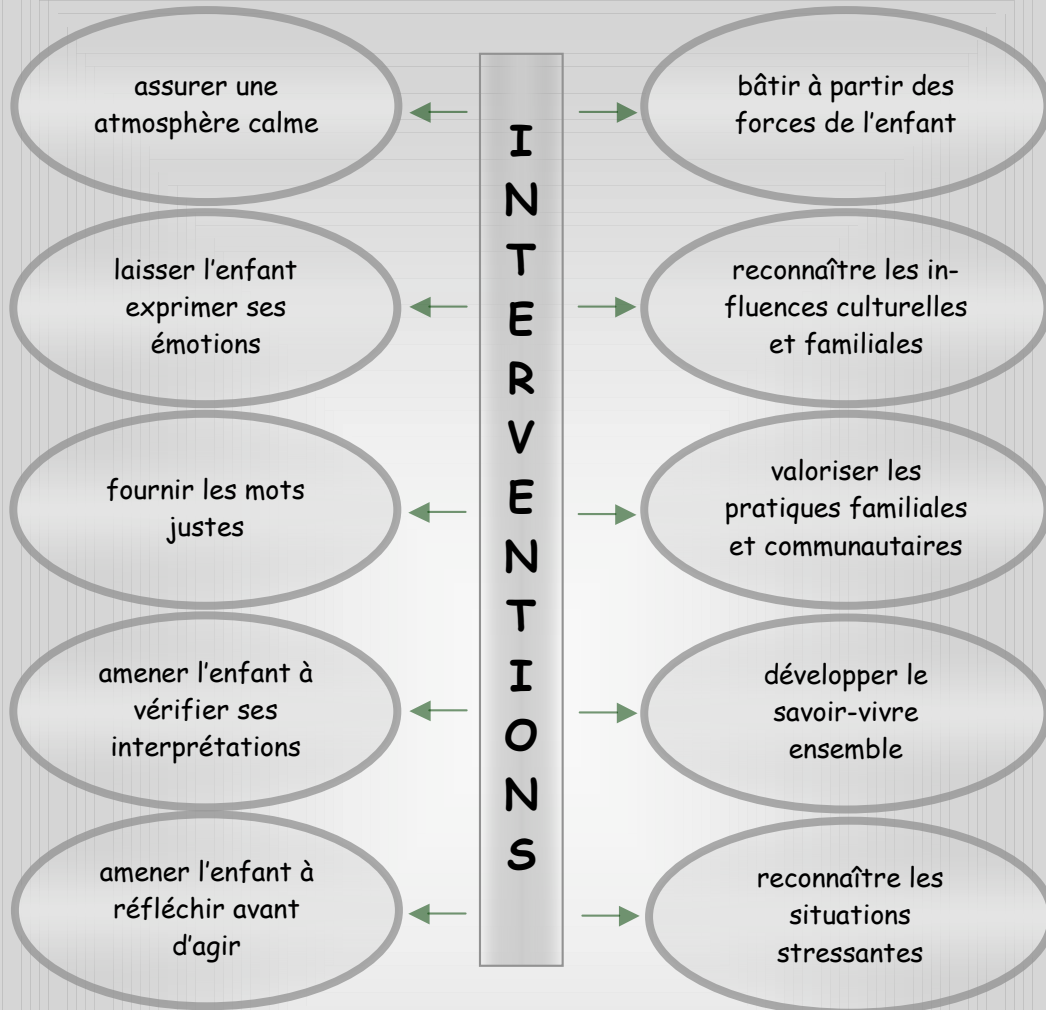 assurer une
atmosphère calme
laisser l'enfant
exprimer ses
émotions
fournir les mots
justes
amener l'enfant à
vérifier ses
interprétations
amener l'enfant à
réfléchir avant
d'agir
INTERVENTIONS
bâtir à partir des
forces de l'enfant
reconnaître les in-
fluences culturelles
et familiales
valoriser les
pratiques familiales
et communautaires
développer le
savoir-vivre
ensemble
reconnaître les
situations
stressantes